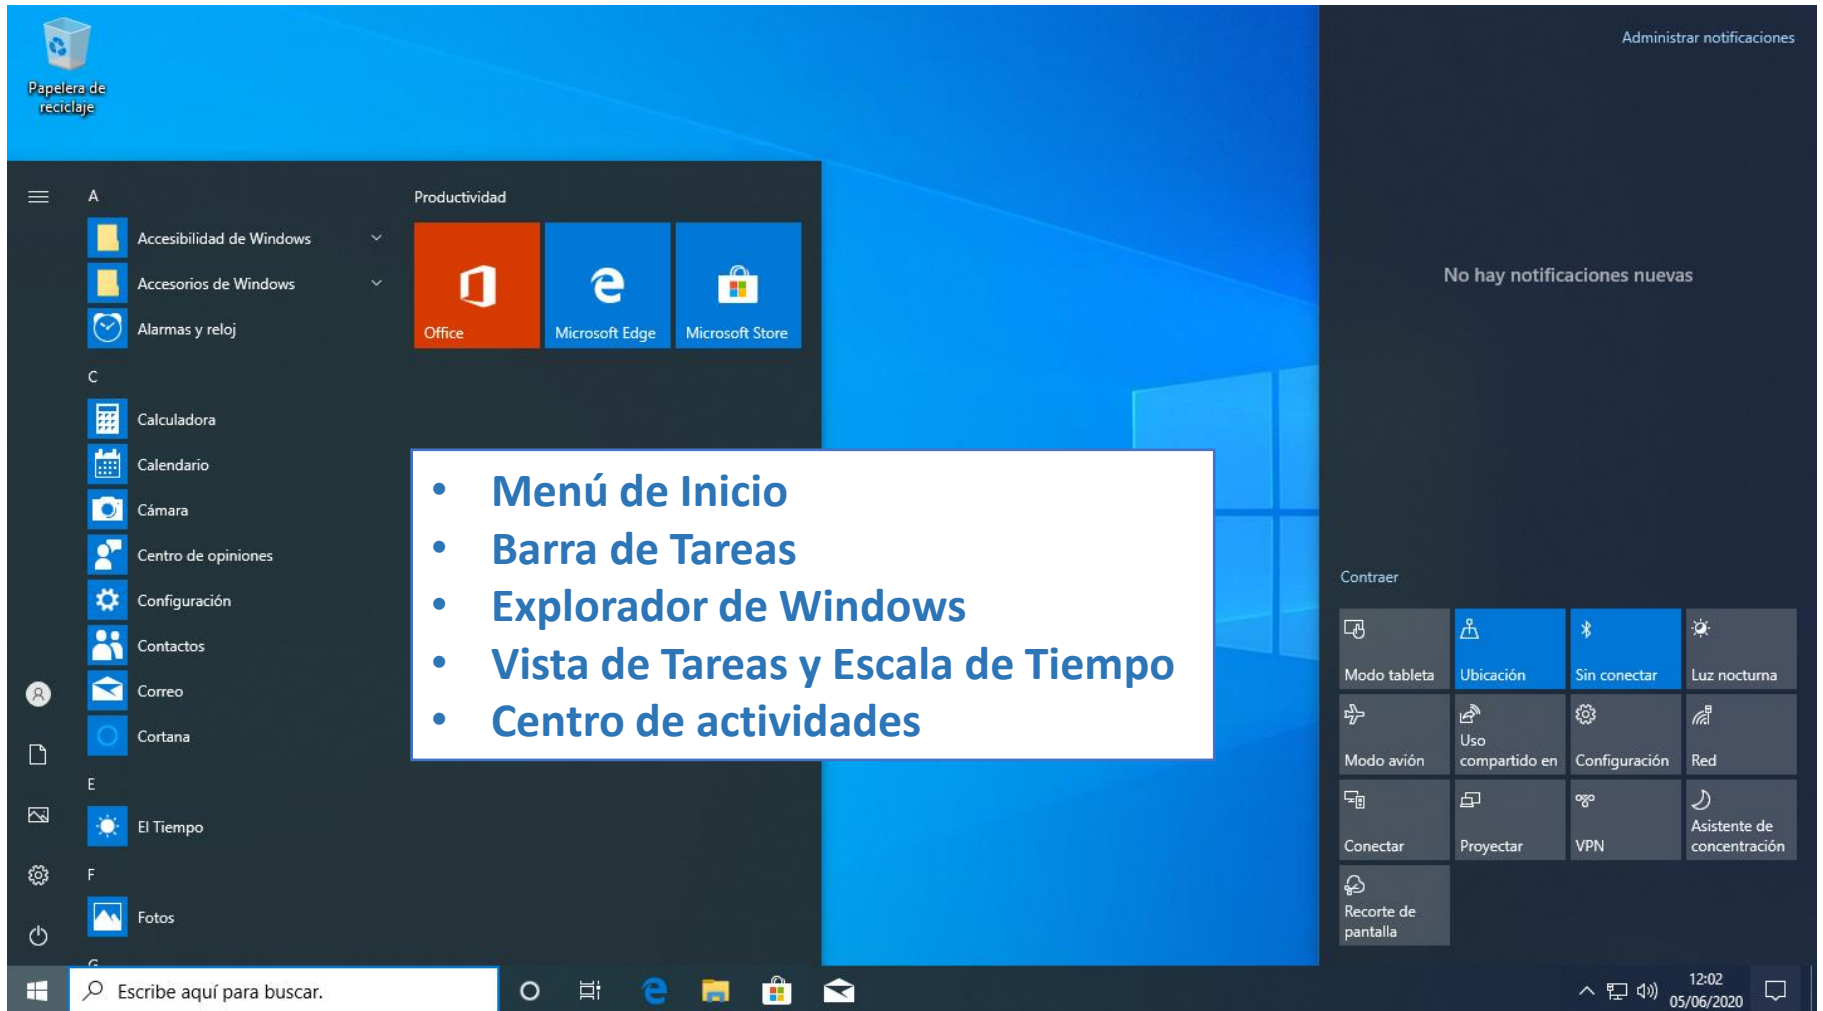 Papelera de
reciclaje
A
Accesibilidad de Windows
Accesorios de Windows
Alarmas y reloj
C
Calculadora
Calendario
Cámara
Centro de opiniones
Configuración
Contactos
Correo
Cortana
E
El Tiempo
F
Fotos
Productividad
Office
Microsoft Edge
Microsoft Store
• Menú de Inicio
• Barra de Tareas
• Explorador de Windows
• Vista de Tareas y Escala de Tiempo
• Centro de actividades
Administrar notificaciones
No hay notificaciones nuevas
Contraer
Modo tableta
Ubicación
Sin conectar
Luz nocturna
Modo avión
Uso
compartido en
Configuración
Red
Conectar
Proyectar
VPN
Asistente de
concentración
Recorte de
pantalla
Escribe aquí para buscar.
12:02
05/06/2020